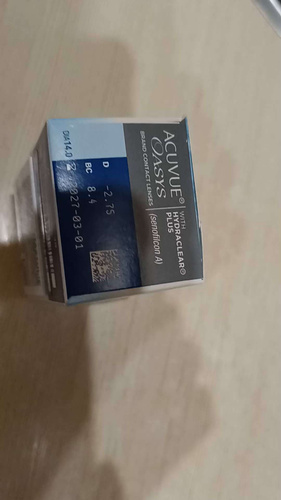 ACUVUE®
OASYS
BRAND CONTACT LENSES
WITH
HYDRACLEAR®
PLUS
(senofilcon A)
D -2.75
BC 8.4
DIA 14.0
2027-03-01